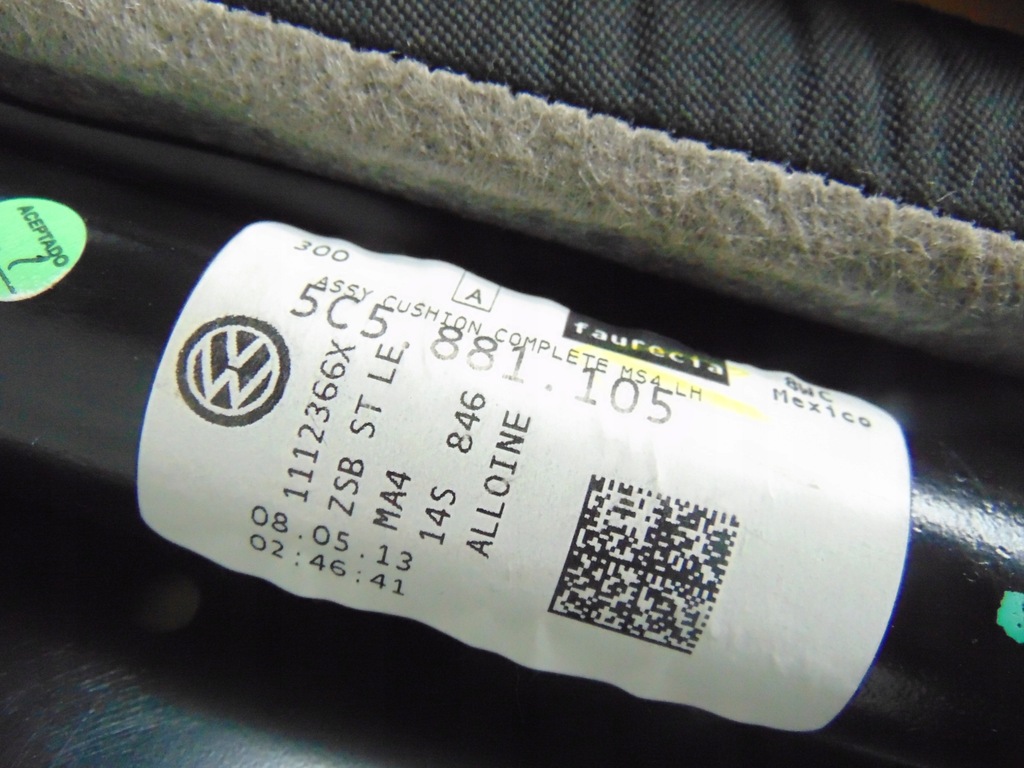 ACEPTADO
300
A
ASSY CUSHION COMPLETE MS4 LH
5C5 881.105
faurecia
8WC
Mexico
1112366X
ZSB ST LE.
MA4
14S 846
ALLOINE
08.05.13
02:46:41